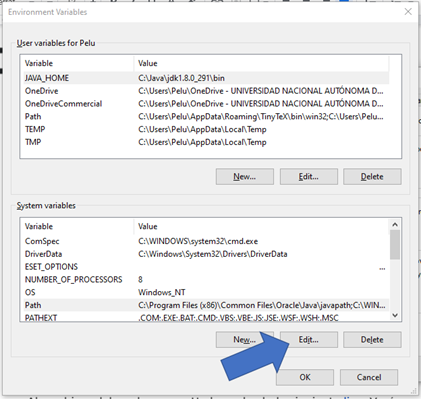 Environment Variables
User variables for Pelu
Variable Value
JAVA_HOME C:\Java\jdk1.8.0_291\bin
OneDrive C:\Users\Pelu\OneDrive - UNIVERSIDAD NACIONAL AUTÓNOMA D...
OneDriveCommercial C:\Users\Pelu\OneDrive - UNIVERSIDAD NACIONAL AUTÓNOMA D...
Path C:\Users\Pelu\AppData\Roaming\TinyTeX\bin\win32;C:\Users\Pelu...
TEMP C:\Users\Pelu\AppData\Local\Temp
TMP C:\Users\Pelu\AppData\Local\Temp
New... Edit... Delete
System variables
Variable Value
ComSpec C:\WINDOWS\system32\cmd.exe
DriverData C:\Windows\System32\Drivers\DriverData
ESET_OPTIONS ...
NUMBER_OF_PROCESSORS 8
OS Windows_NT
Path C:\Program Files (x86)\Common Files\Oracle\Java\javapath;C:\WIN...
PATHEXT .COM;.EXE;.BAT;.CMD;.VBS;.VBE;.JS;.JSE;.WSF;.WSH;.MSC
New... Edit... Delete
OK Cancel